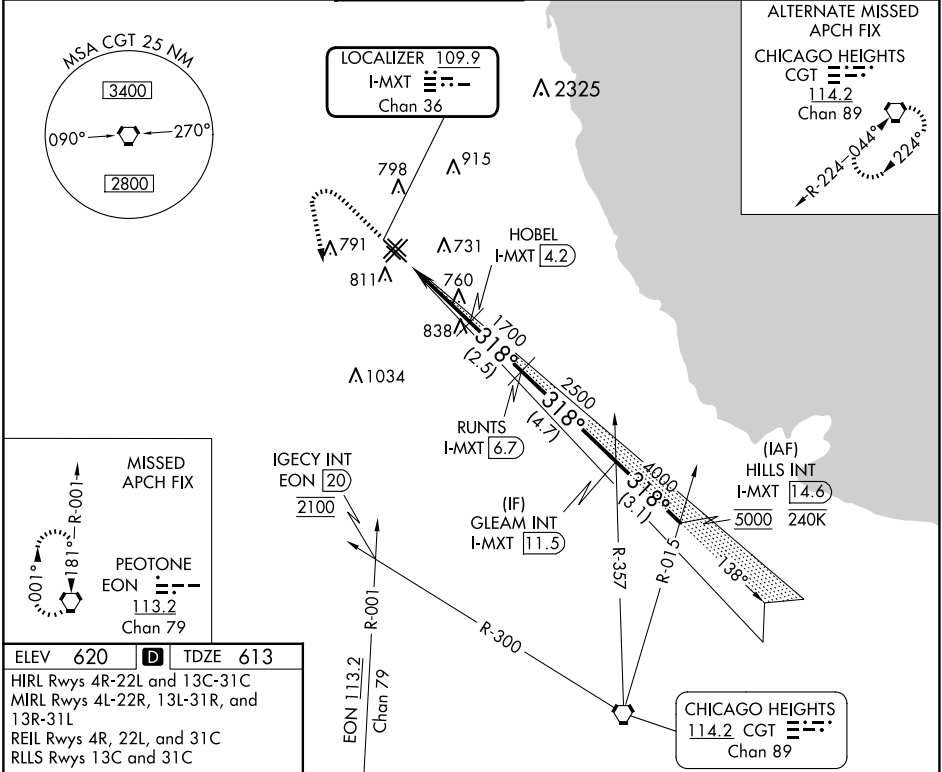 MSA CGT 25 NM
3400
090°
270°
2800
LOCALIZER 109.9
I-MXT
Chan 36
2325
ALTERNATE MISSED
APCH FIX
CHICAGO HEIGHTS
CGT
114.2
Chan 89
R-224
044°
224°
798
915
791
731
811
760
838
1034
HOBEL
I-MXT 4.2
1700
318°
(2.5)
RUNTS
I-MXT 6.7
2500
318°
(4.7)
(IF)
GLEAM INT
I-MXT 11.5
4000
318°
(3.1)
(IAF)
HILLS INT
I-MXT 14.6
5000 240K
138°
IGECY INT
EON 20
2100
R-357
R-015
R-300
R-001
EON 113.2
Chan 79
MISSED
APCH FIX
R-001
181°
001°
PEOTONE
EON
113.2
Chan 79
CHICAGO HEIGHTS
114.2 CGT
Chan 89
ELEV 620 D TDZE 613
HIRL Rwys 4R-22L and 13C-31C
MIRL Rwys 4L-22R, 13L-31R, and
13R-31L
REIL Rwys 4R, 22L, and 31C
RLLS Rwys 13C and 31C